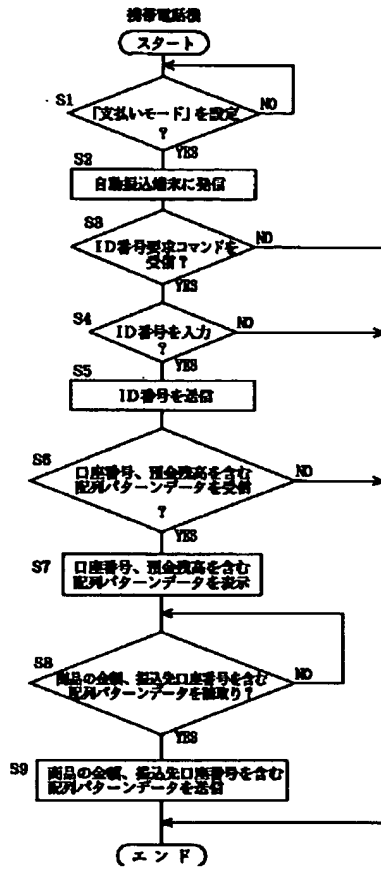 携帯電話機
スタート
S1
「支払いモード」を設定
?
NO
YES
S2
自動振込端末に発信
S3
ID番号要求コマンドを
受信?
NO
YES
S4
ID番号を入力
?
NO
YES
S5
ID番号を送信
S6
口座番号、預金残高を含む
配列パターンデータを受信
?
NO
YES
S7
口座番号、預金残高を含む
配列パターンデータを表示
S8
商品の金額、振込先口座番号を含む
配列パターンデータを読取り?
NO
YES
S9
商品の金額、振込先口座番号を含む
配列パターンデータを送信
エンド